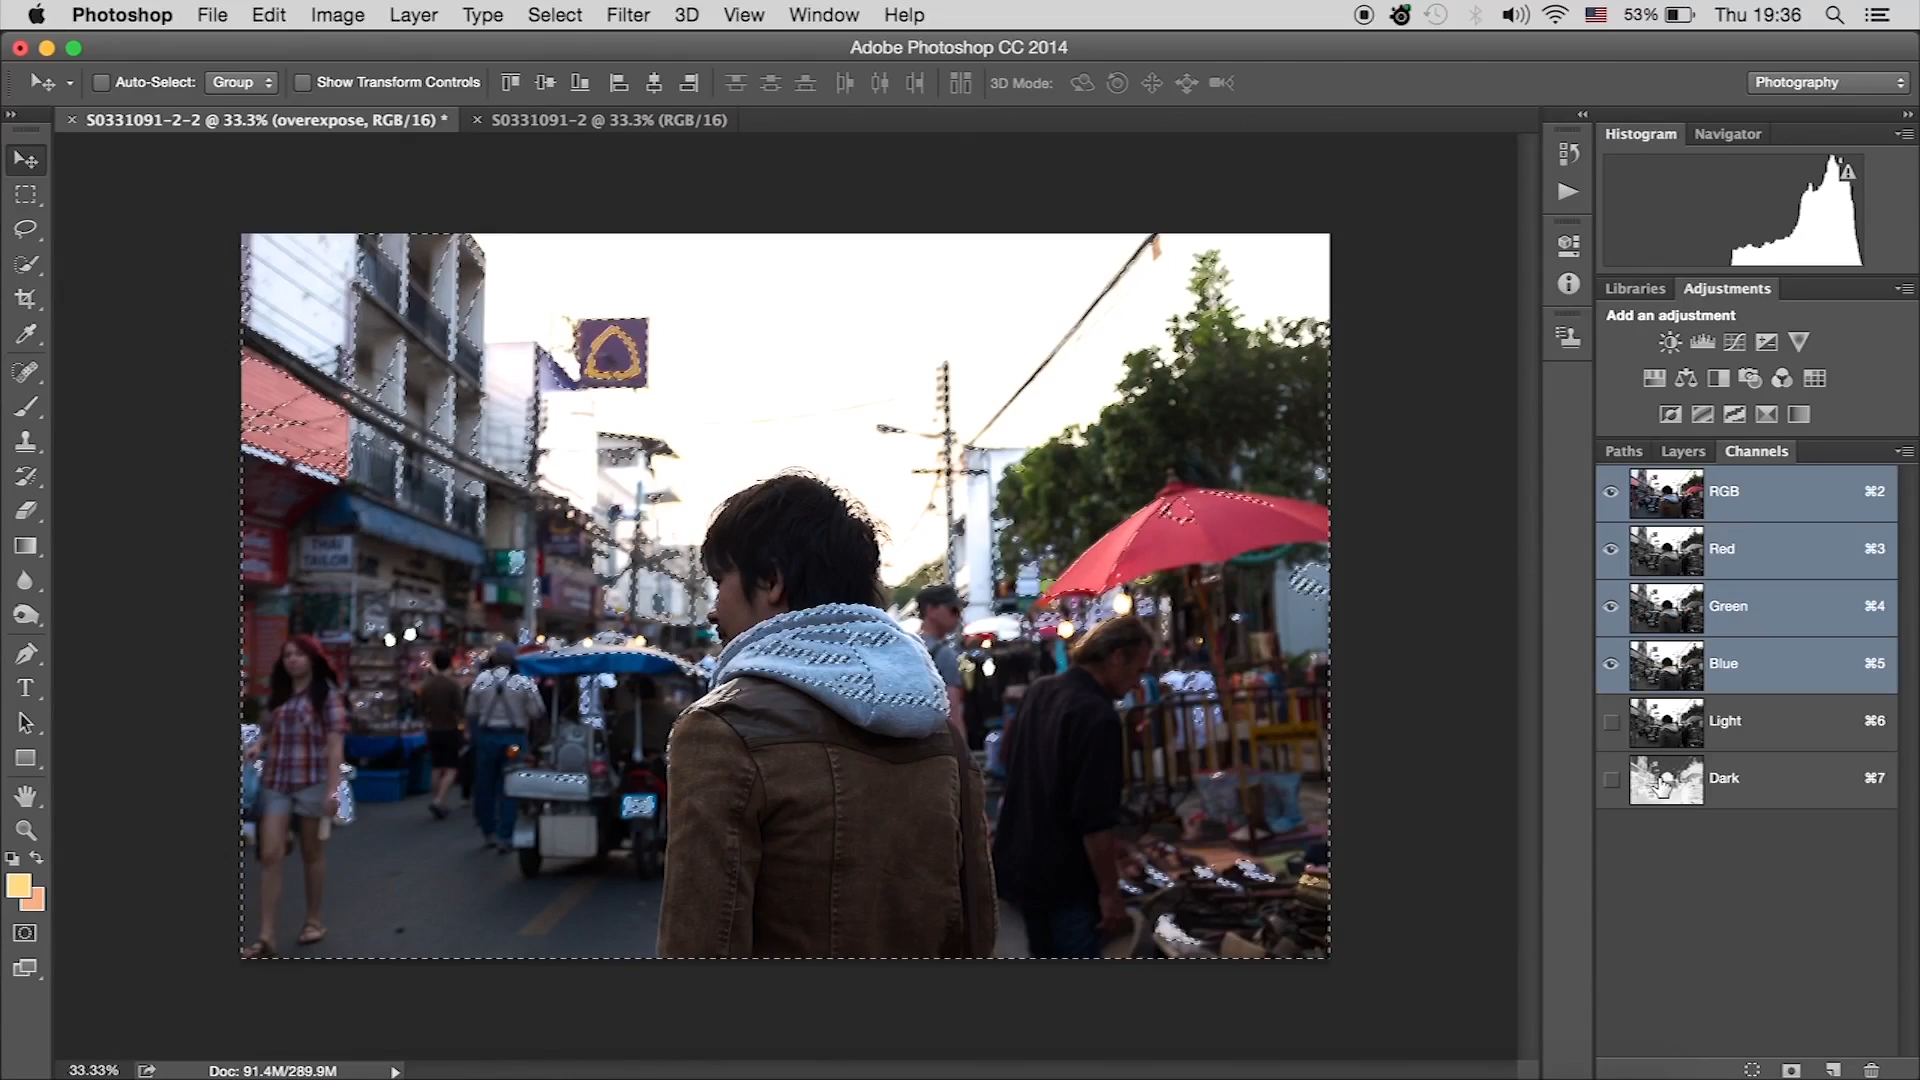 Photoshop File Edit Image Layer Type Select Filter 3D View Window Help 53% Thu 19:36
Adobe Photoshop CC 2014
Auto-Select: Group Show Transform Controls 3D Mode: Photography
S0331091-2-2 @ 33.3% (overexpose, RGB/16) * S0331091-2 @ 33.3% (RGB/16)
Histogram Navigator
Libraries Adjustments
Add an adjustment
Paths Layers Channels
RGB ⌘2
Red ⌘3
Green ⌘4
Blue ⌘5
Light ⌘6
Dark ⌘7
THAI
TAILOR
33.33% Doc: 91.4M/289.9M